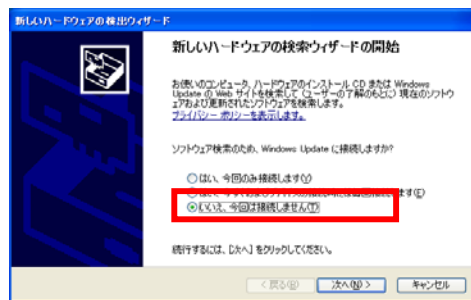 新しいハードウェアの検出ウィザード
新しいハードウェアの検索ウィザードの開始
お使いのコンピュータ、ハードウェアのインストール CD または Windows
Update の Web サイトを検索して (ユーザーの了解のもとに) 現在のソフトウ
ェアおよび更新されたソフトウェアを検索します。
プライバシー ポリシーを表示します。
ソフトウェア検索のため、Windows Update に接続しますか?
はい、今回のみ接続します(Y)
ます(E)
いいえ、今回は接続しません(T)
続行するには、[次へ] をクリックしてください。
< 戻る(B)
次へ(N) >
キャンセル